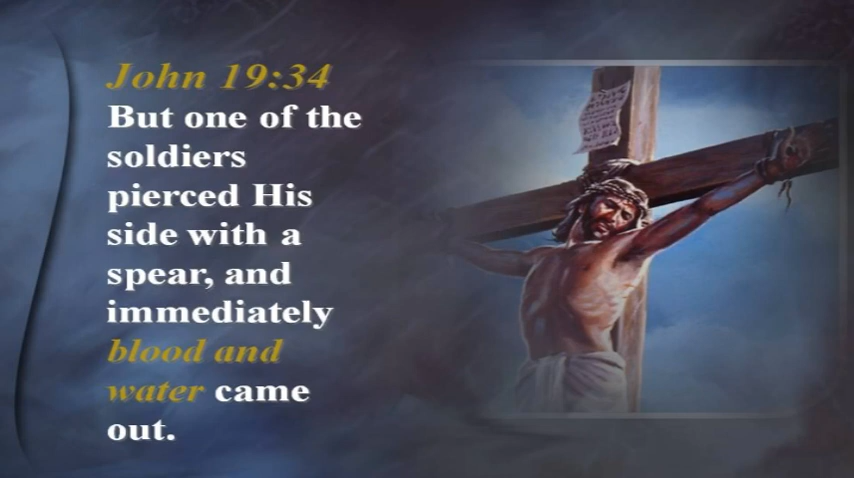 John 19:34
But one of the
soldiers
pierced His
side with a
spear, and
immediately
blood and
water came
out.